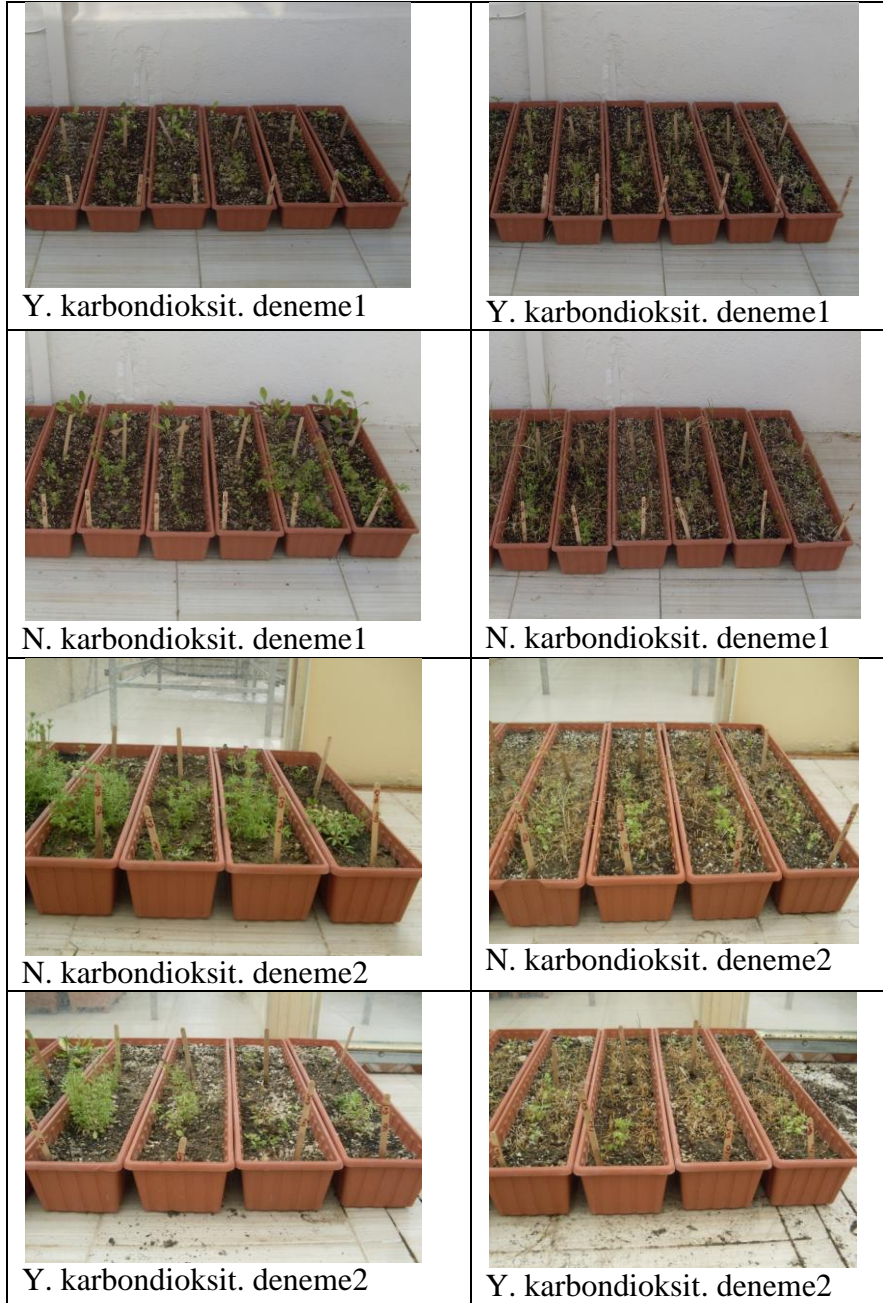 Y. karbondioksit. deneme1
Y. karbondioksit. deneme1
N. karbondioksit. deneme1
N. karbondioksit. deneme1
N. karbondioksit. deneme2
N. karbondioksit. deneme2
Y. karbondioksit. deneme2
Y. karbondioksit. deneme2